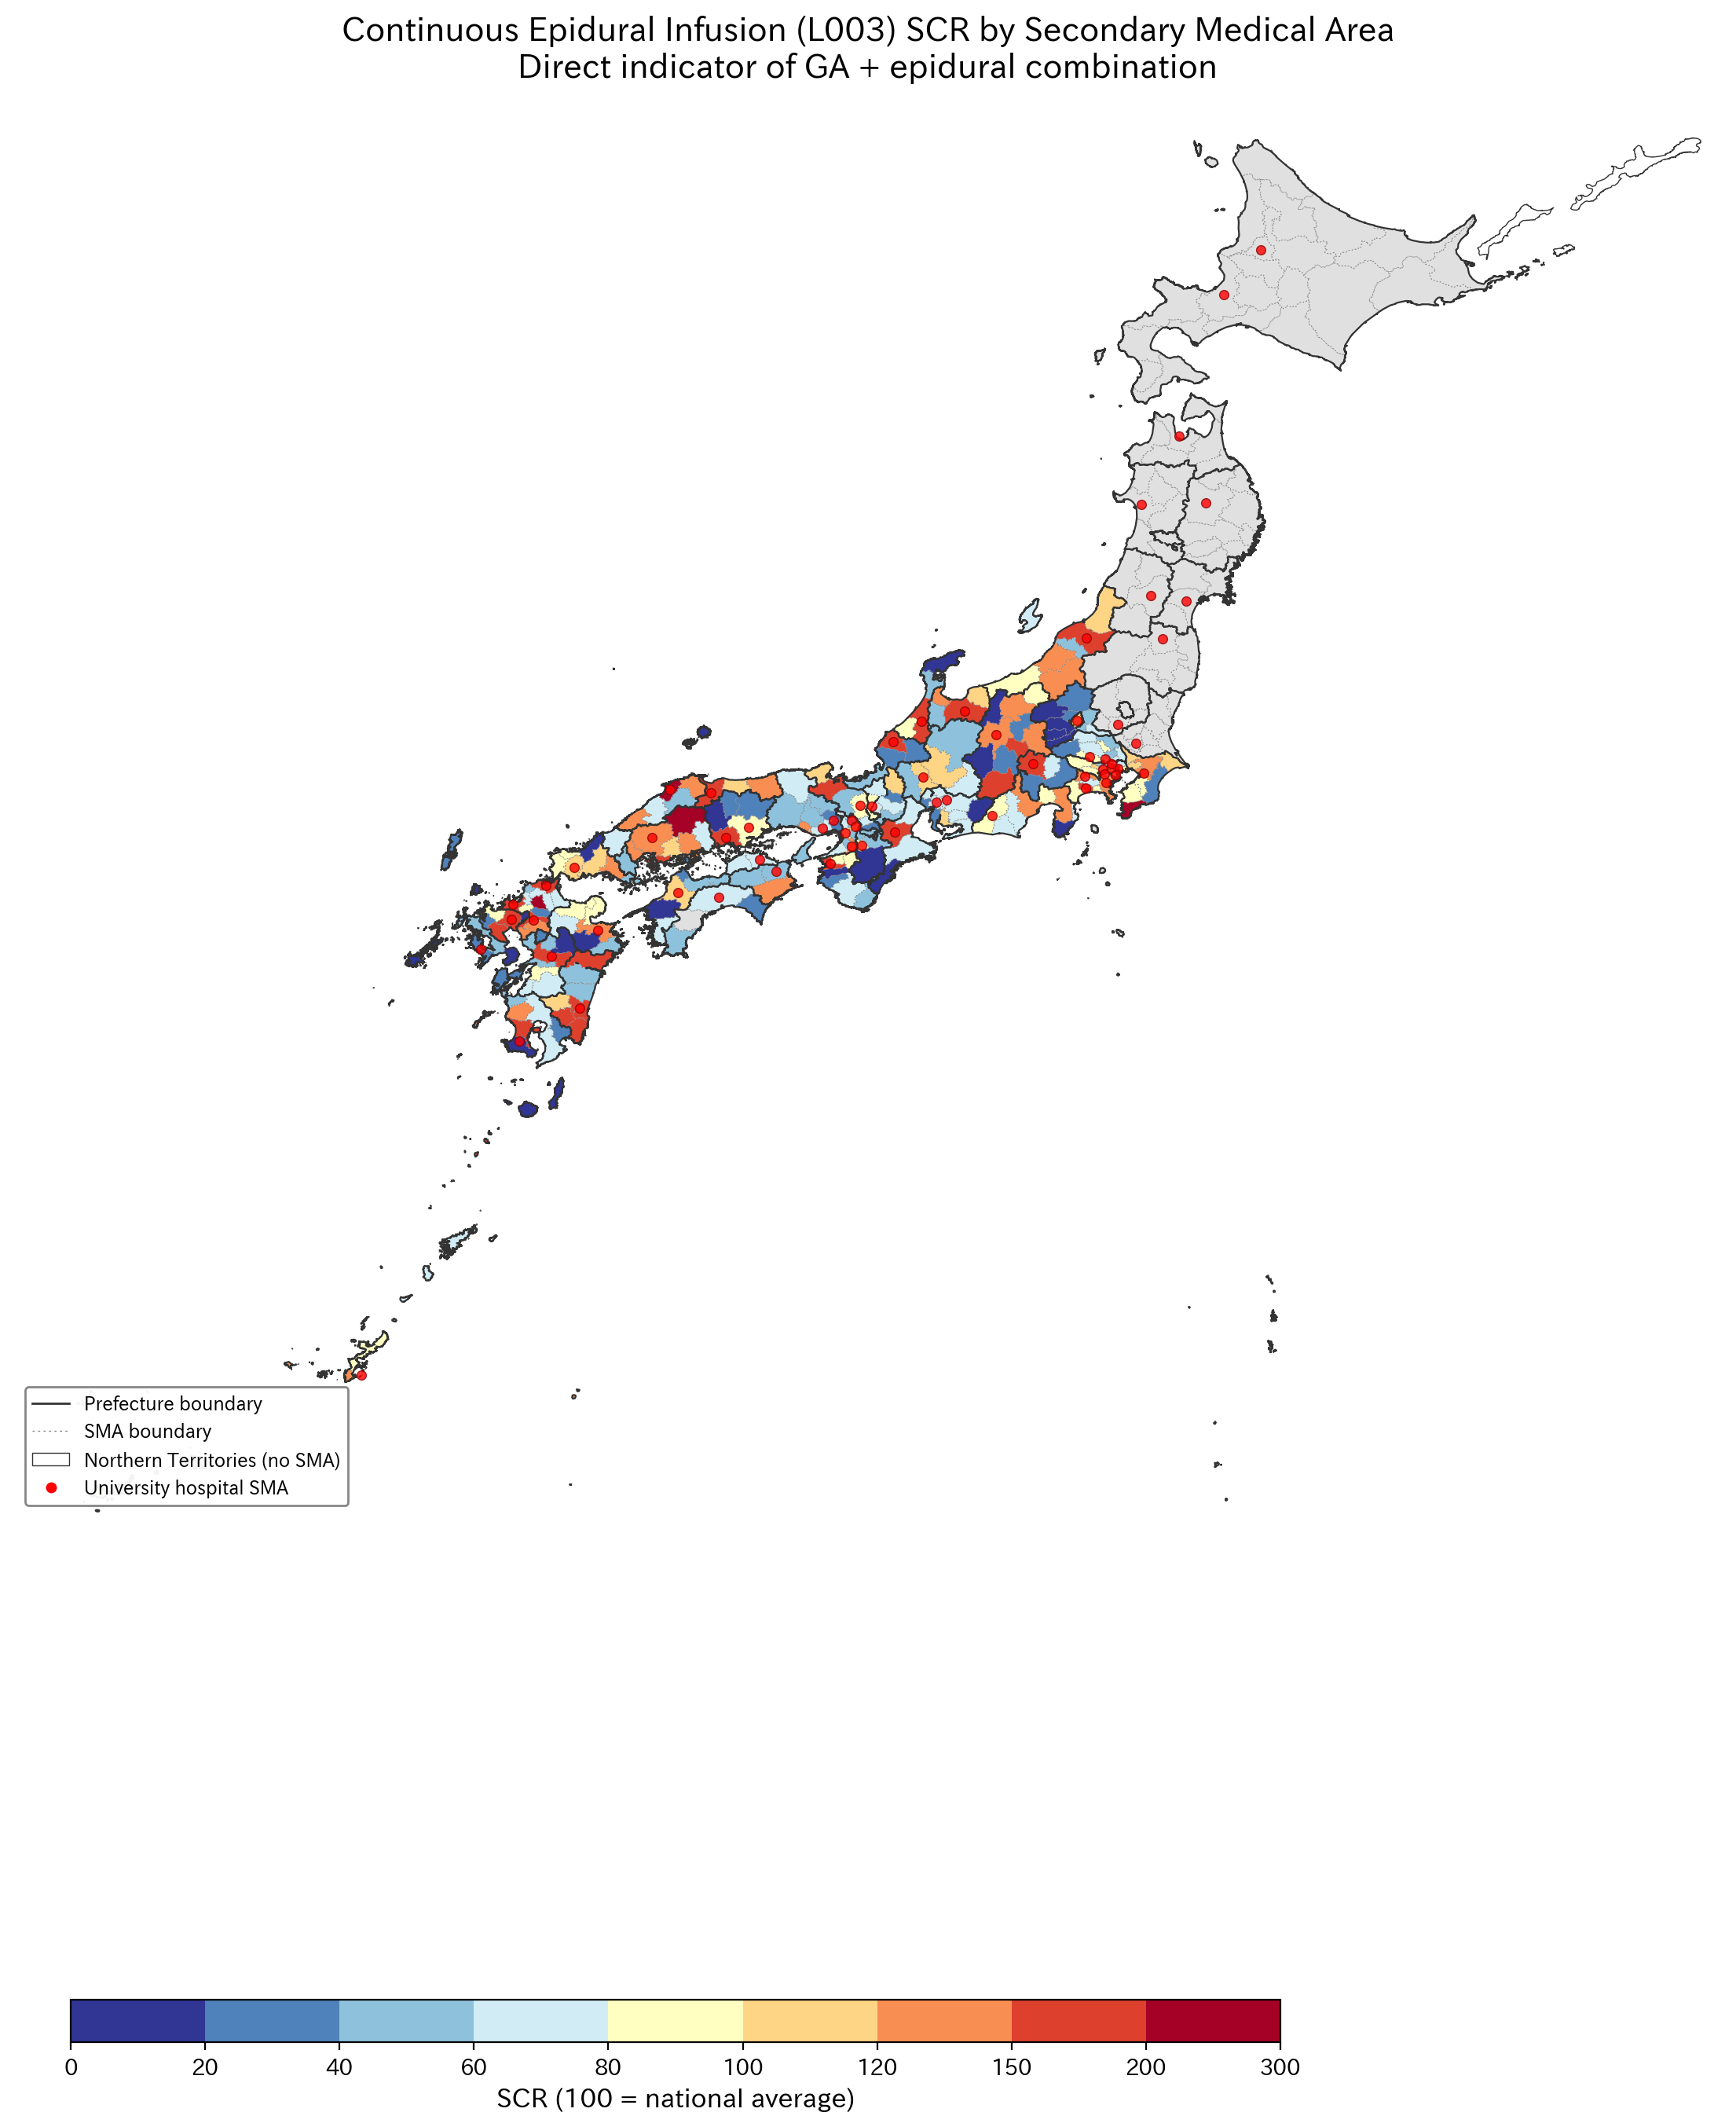 Continuous Epidural Infusion (L003) SCR by Secondary Medical Area
Direct indicator of GA + epidural combination
Prefecture boundary
SMA boundary
Northern Territories (no SMA)
University hospital SMA
0 20 40 60 80 100 120 150 200 300
SCR (100 = national average)